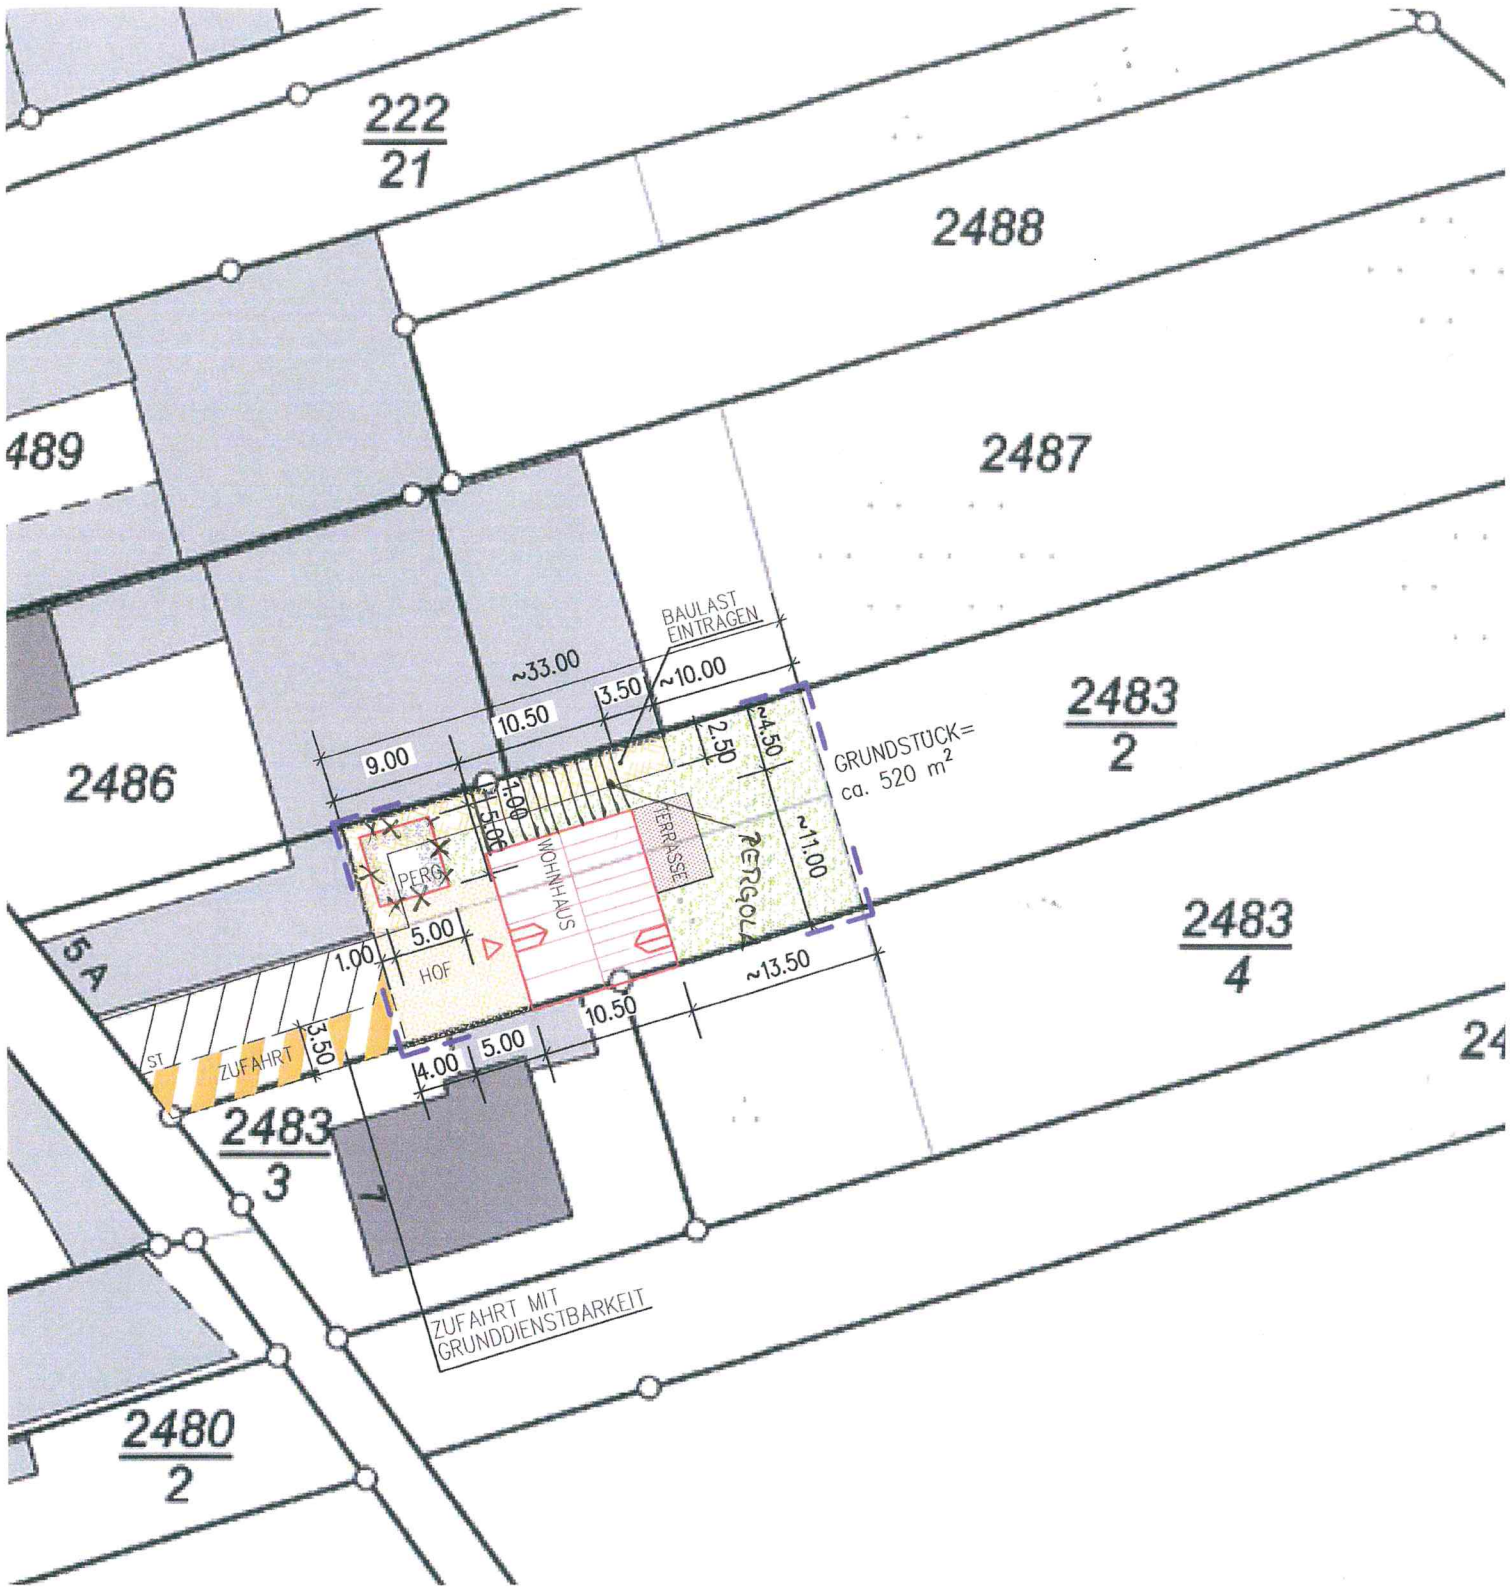 222
21
2488
489
2487
BAULAST
EINTRAGEN
~33.00
3.50
~10.00
10.50
9.00
2.50
~4.50
2483
2
GRUNDSTÜCK=
ca. 520 m²
2486
1.00
5.00
PERG
WOHNHAUS
TERRASSE
PERGOLA
~11.00
2483
4
5 A
1.00
5.00
HOF
~13.50
10.50
ST
ZUFAHRT
3.50
4.00
5.00
24
2483
3
7
ZUFAHRT MIT
GRUNDDIENSTBARKEIT
2480
2